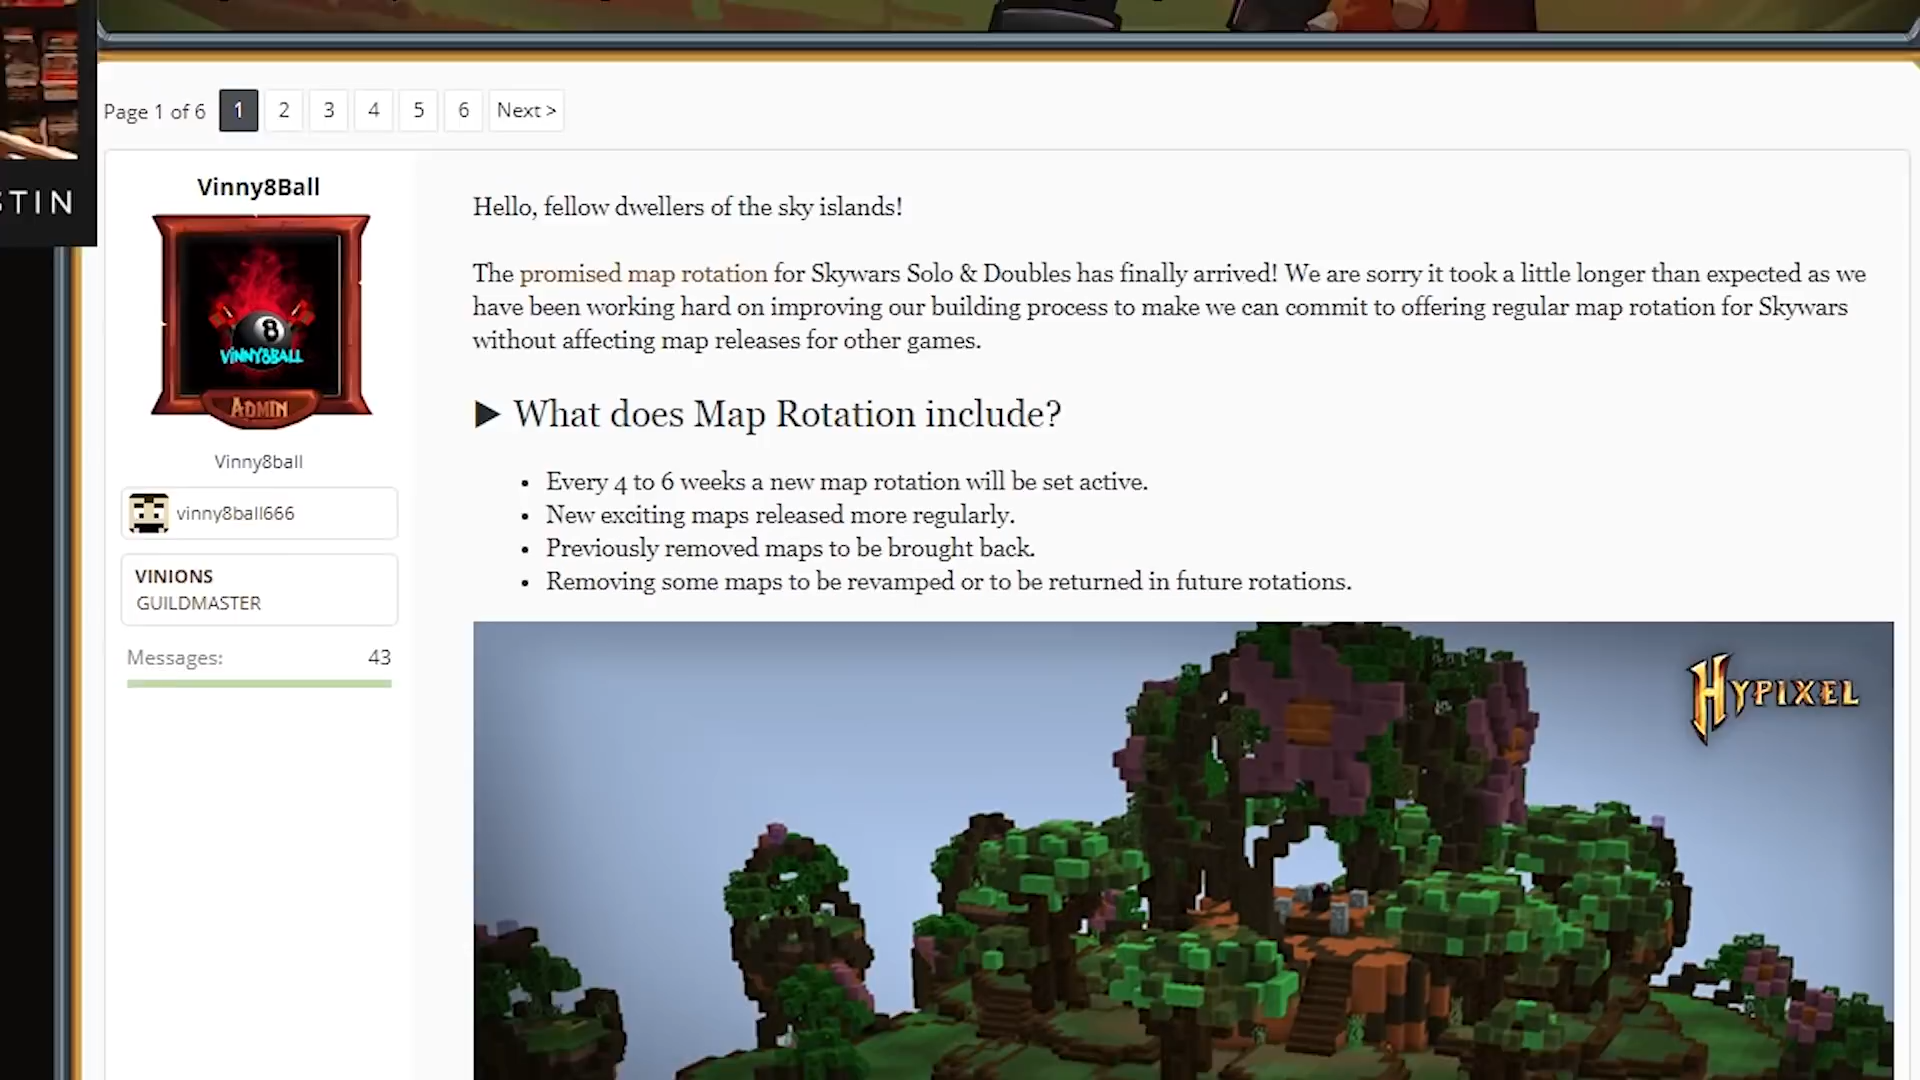 STIN
Page 1 of 6 1 2 3 4 5 6 Next >
Vinny8Ball
8
VINNY8BALL
ADMIN
Vinny8ball
vinny8ball666
VINIONS
GUILDMASTER
Messages: 43
Hello, fellow dwellers of the sky islands!
The promised map rotation for Skywars Solo & Doubles has finally arrived! We are sorry it took a little longer than expected as we
have been working hard on improving our building process to make we can commit to offering regular map rotation for Skywars
without affecting map releases for other games.
▶ What does Map Rotation include?
• Every 4 to 6 weeks a new map rotation will be set active.
• New exciting maps released more regularly.
• Previously removed maps to be brought back.
• Removing some maps to be revamped or to be returned in future rotations.
HYPIXEL